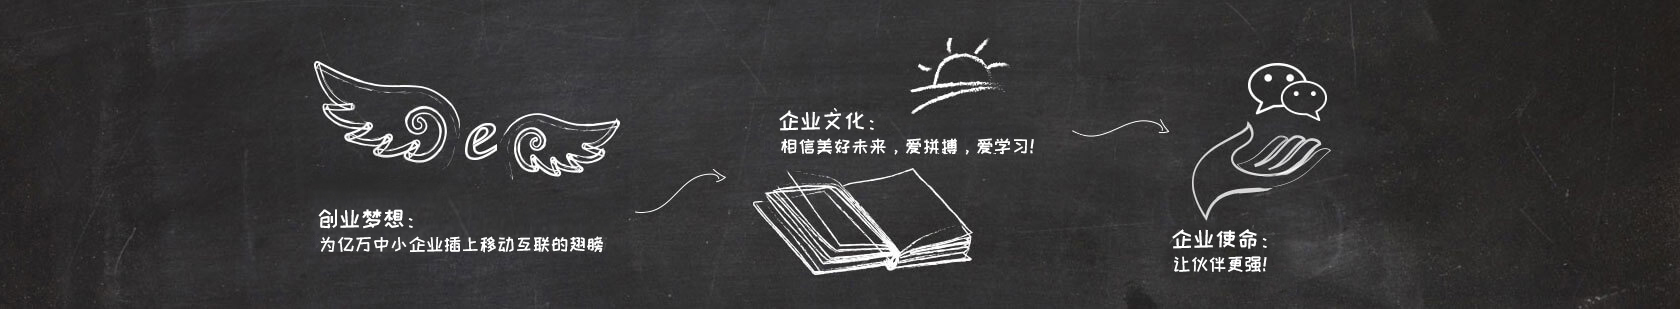 e
创业梦想：
为亿万中小企业插上移动互联的翅膀
企业文化：
相信美好未来，爱拼搏，爱学习！
企业使命：
让伙伴更强！